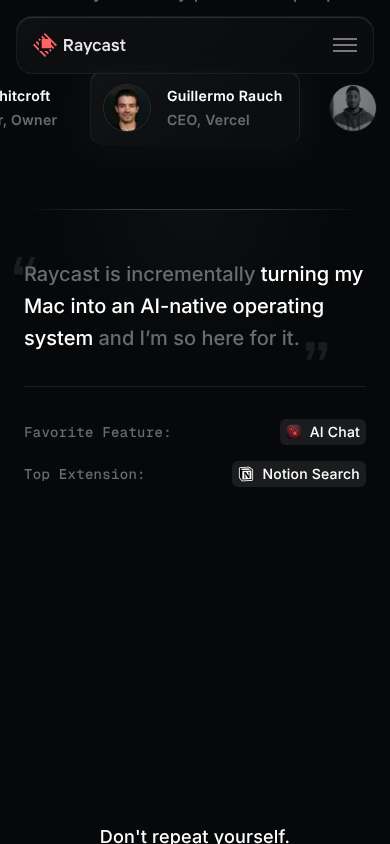 Raycast
hitcroft
r, Owner
Guillermo Rauch
CEO, Vercel
“Raycast is incrementally turning my
Mac into an AI-native operating
system and I’m so here for it.”
Favorite Feature:
AI Chat
Top Extension:
Notion Search
Don't repeat yourself.